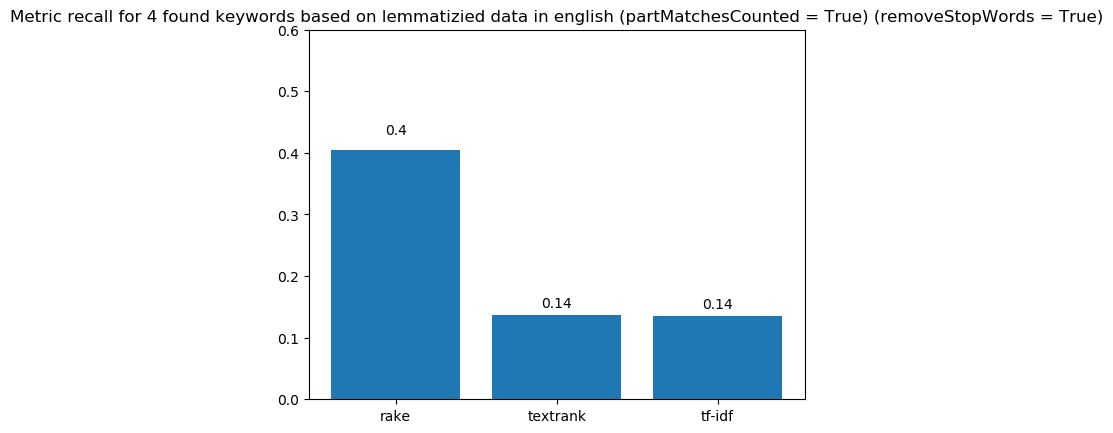 Metric recall for 4 found keywords based on lemmatizied data in english (partMatchesCounted = True) (removeStopWords = True)
0.6
0.5
0.4
0.3
0.2
0.1
0.0
0.4
0.14
0.14
rake
textrank
tf-idf